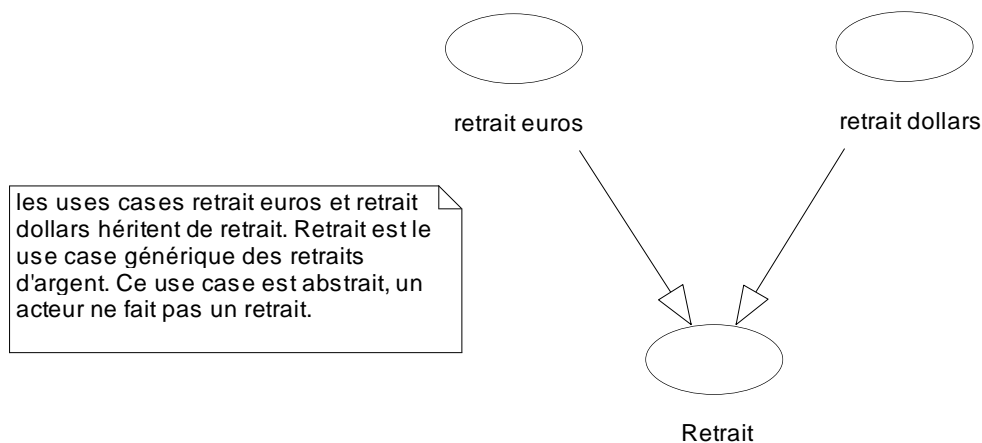 retrait euros
retrait dollars
les uses cases retrait euros et retrait
dollars héritent de retrait. Retrait est le
use case générique des retraits
d'argent. Ce use case est abstrait, un
acteur ne fait pas un retrait.
Retrait